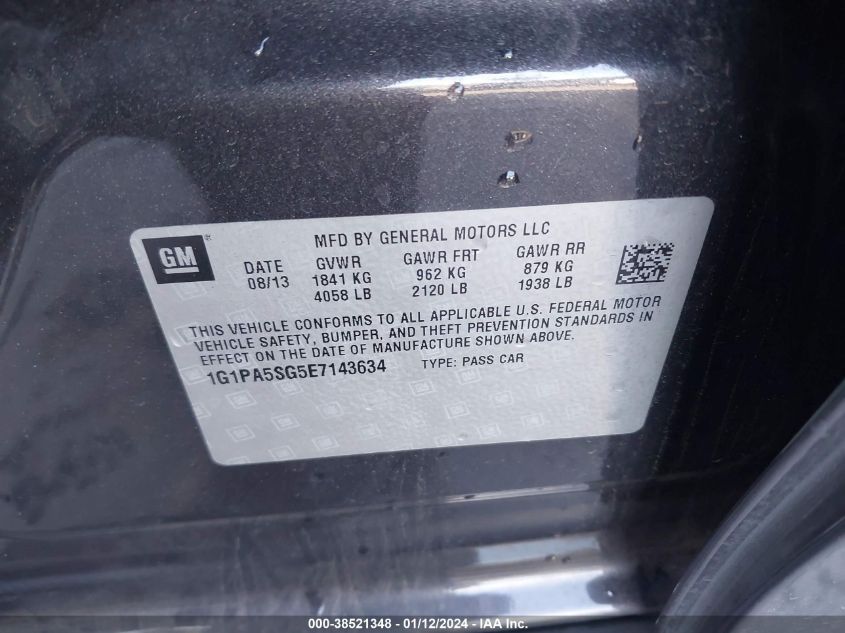 GM ®
MFD BY GENERAL MOTORS LLC
DATE GVWR GAWR FRT GAWR RR
08/13 1841 KG 962 KG 879 KG
4058 LB 2120 LB 1938 LB
THIS VEHICLE CONFORMS TO ALL APPLICABLE U.S. FEDERAL MOTOR
VEHICLE SAFETY, BUMPER, AND THEFT PREVENTION STANDARDS IN
EFFECT ON THE DATE OF MANUFACTURE SHOWN ABOVE.
1G1PA5SG5E7143634 TYPE: PASS CAR
000-38521348 - 01/12/2024 - IAA, Inc.